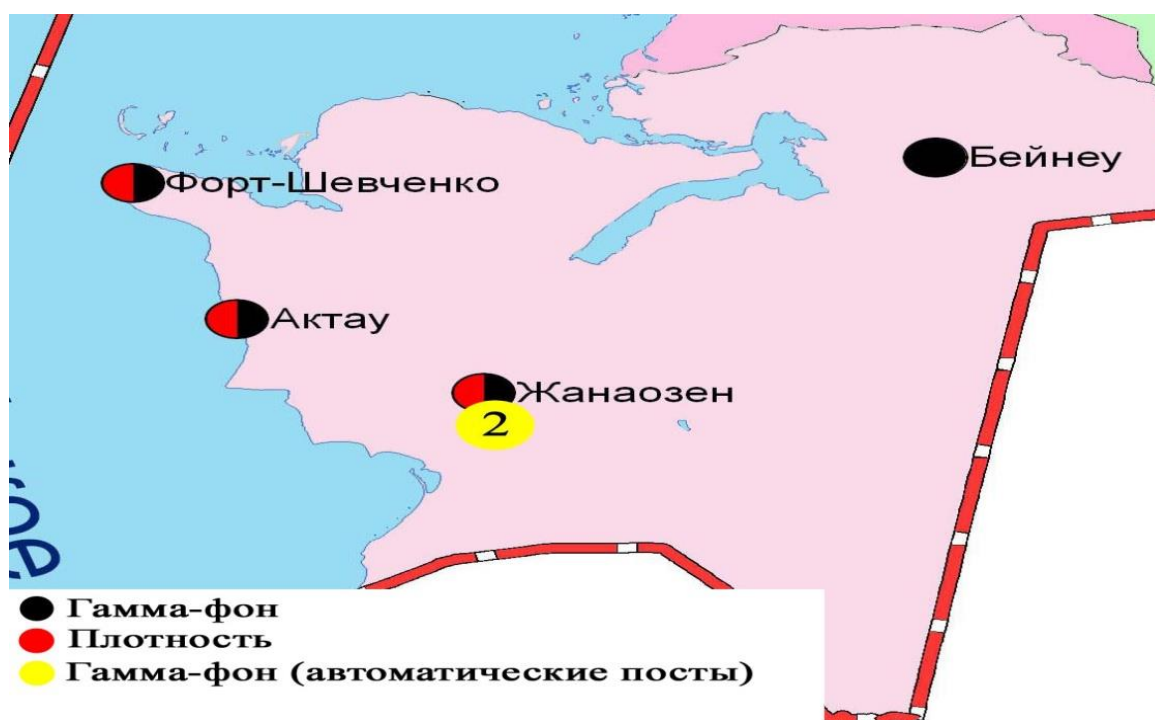 Бейнеу
Форт-Шевченко
Актау
Жанаозен
2
Гамма-фон
Плотность
Гамма-фон (автоматические посты)